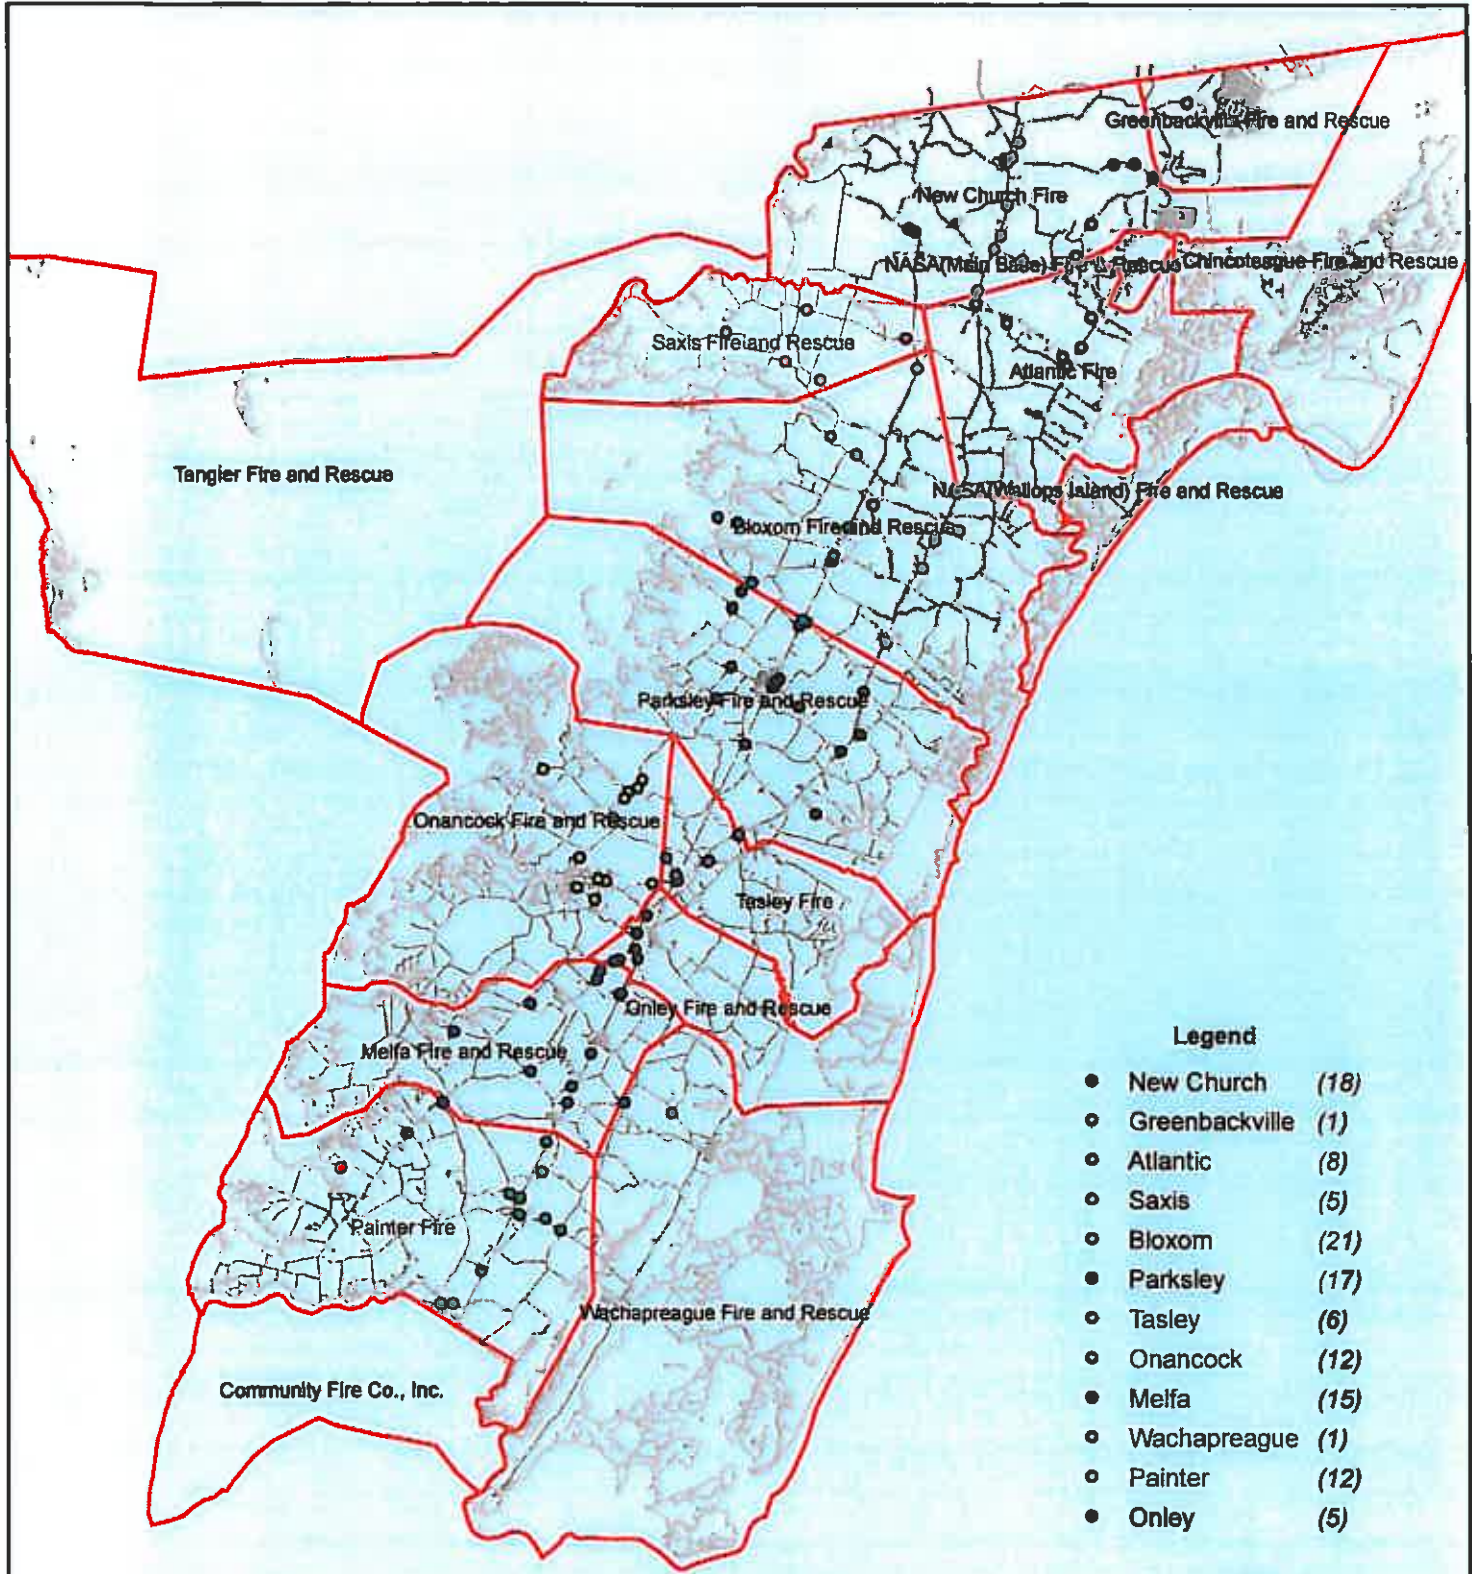 Greenbackville Fire and Rescue
New Church Fire
NASA(Main Base) Fire & Rescue
Chincoteague Fire and Rescue
Saxis Fire and Rescue
Atlantic Fire
Tangier Fire and Rescue
NASA(Wallops Island) Fire and Rescue
Bloxom Fire and Rescue
Parksley Fire and Rescue
Onancock Fire and Rescue
Tasley Fire
Onley Fire and Rescue
Melfa Fire and Rescue
Painter Fire
Wachapreague Fire and Rescue
Community Fire Co., Inc.
Legend
New Church (18)
Greenbackville (1)
Atlantic (8)
Saxis (5)
Bloxom (21)
Parksley (17)
Tasley (6)
Onancock (12)
Melfa (15)
Wachapreague (1)
Painter (12)
Onley (5)